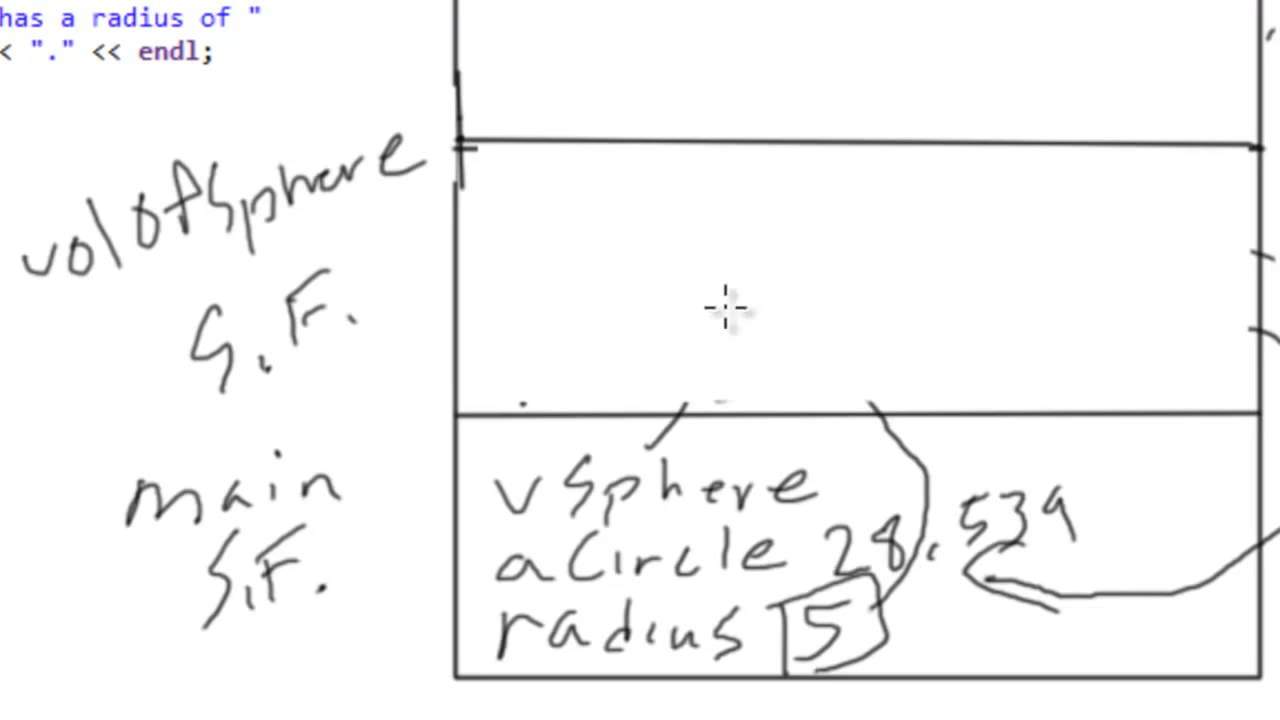 has a radius of "
< "." << endl;
volOfSphere
S.F.
main
S.F.
vSphere
aCircle 28.539
radius 5